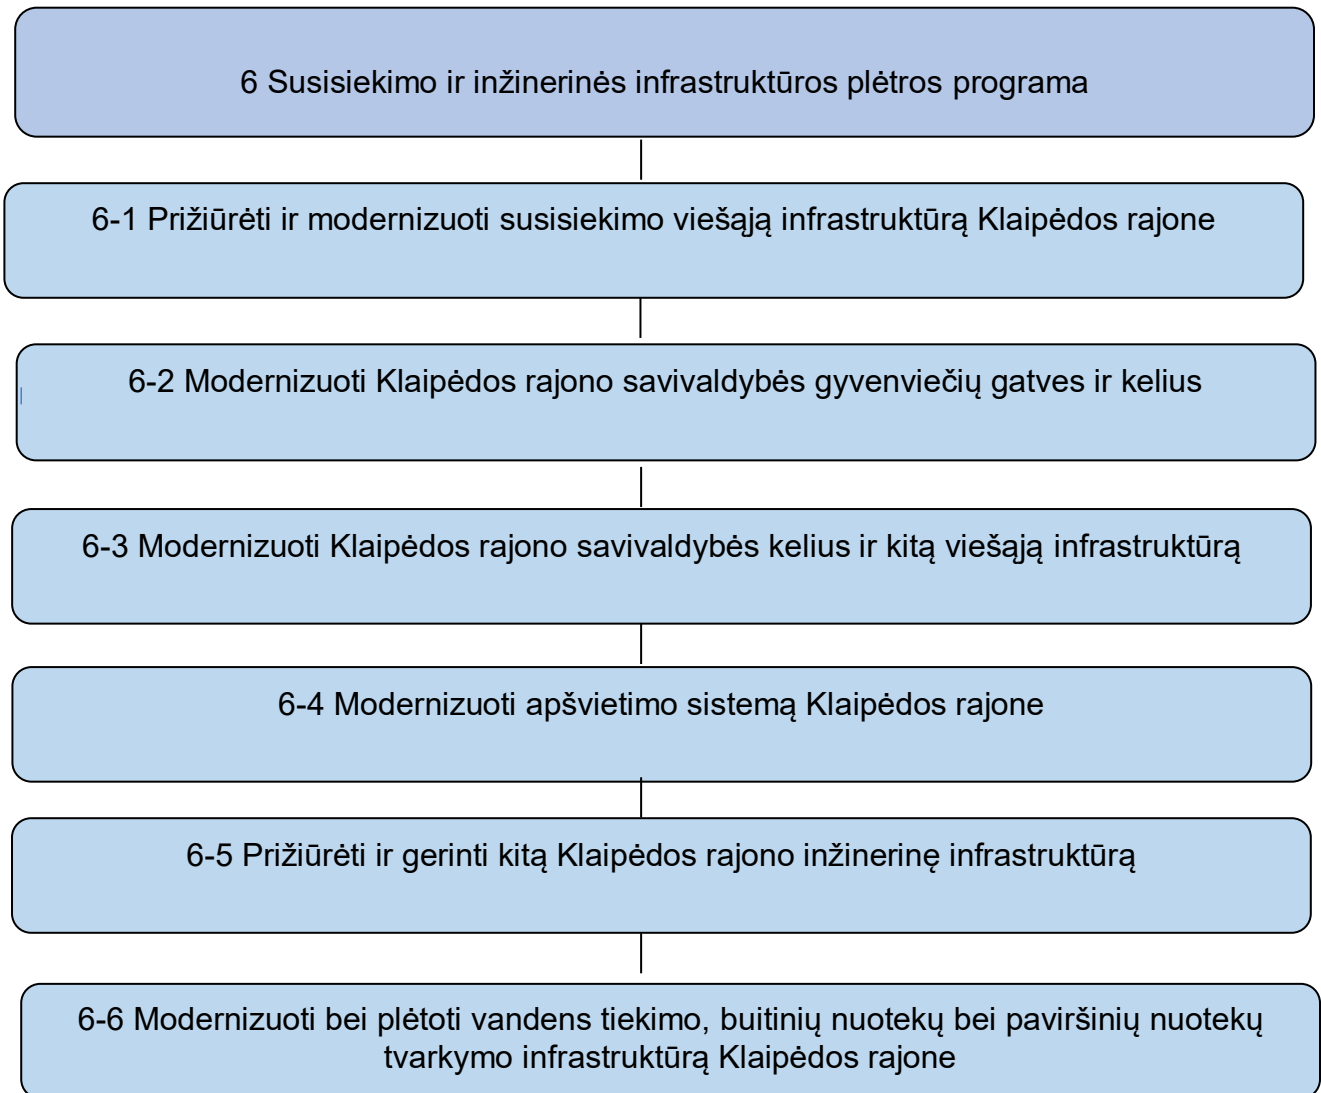 6 Susisiekimo ir inžinerinės infrastruktūros plėtros programa
6-1 Prižiūrėti ir modernizuoti susisiekimo viešąją infrastruktūrą Klaipėdos rajone
6-2 Modernizuoti Klaipėdos rajono savivaldybės gyvenviečių gatves ir kelius
6-3 Modernizuoti Klaipėdos rajono savivaldybės kelius ir kitą viešąją infrastruktūrą
6-4 Modernizuoti apšvietimo sistemą Klaipėdos rajone
6-5 Prižiūrėti ir gerinti kitą Klaipėdos rajono inžinerinę infrastruktūrą
6-6 Modernizuoti bei plėtoti vandens tiekimo, buitinių nuotekų bei paviršinių nuotekų
tvarkymo infrastruktūrą Klaipėdos rajone